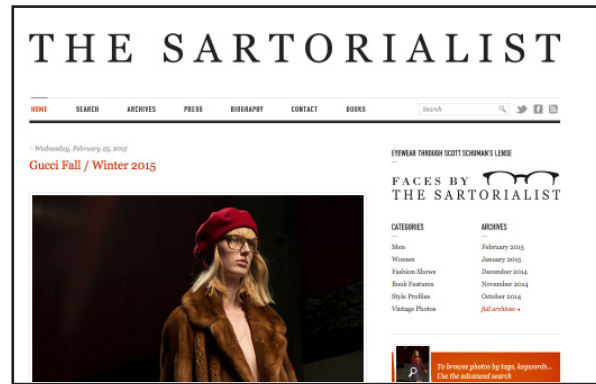 THE SARTORIALIST
HOME SEARCH ARCHIVES PRESS BIOGRAPHY CONTACT BOOKS Search
Wednesday, February 25, 2015
Gucci Fall / Winter 2015
EYEWEAR THROUGH SCOTT SCHUMAN'S LENSE
FACES BY
THE SARTORIALIST
CATEGORIES ARCHIVES
Men February 2015
Women January 2015
Fashion Shows December 2014
Book Features November 2014
Style Profiles October 2014
Vintage Photos full archives
To browse photos by tags, keywords...
Use the advanced search